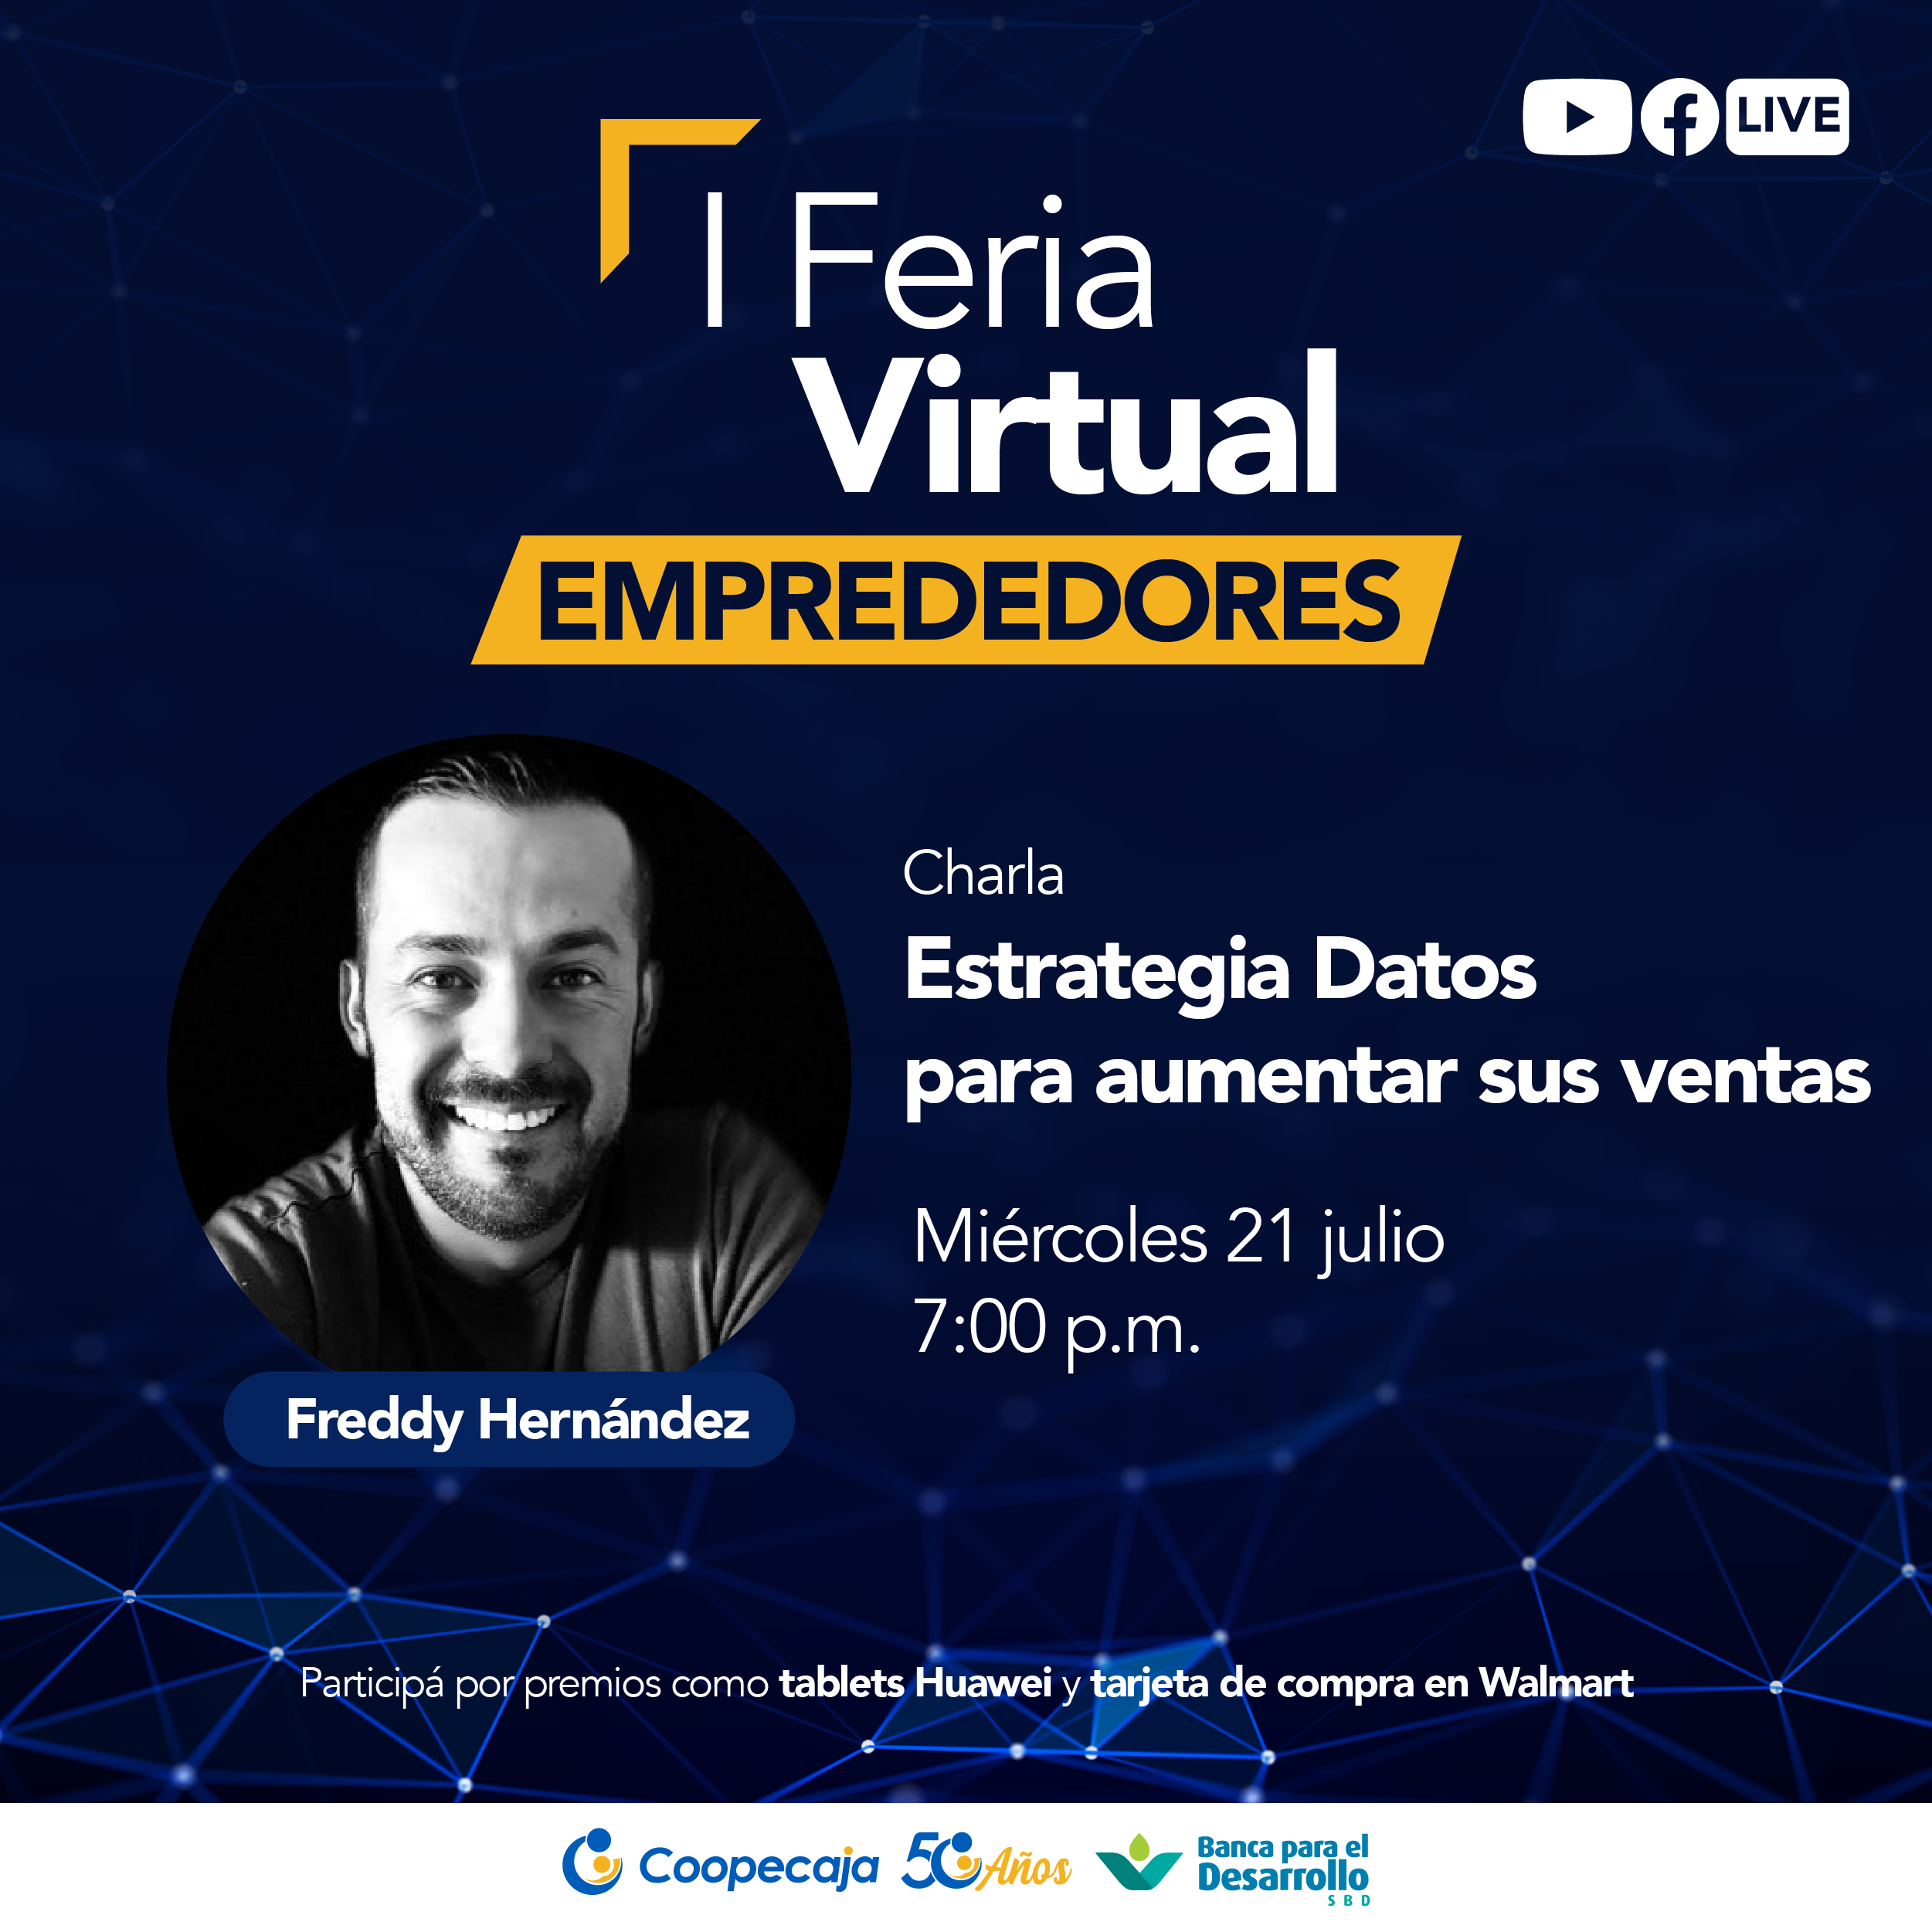 LIVE
I Feria
Virtual
EMPREDEDORES
Charla
Estrategia Datos
para aumentar sus ventas
Miércoles 21 julio
7:00 p.m.
Freddy Hernández
Participá por premios como tablets Huawei y tarjeta de compra en Walmart
Coopecaja 50 Años
Banca para el
Desarrollo
SBD